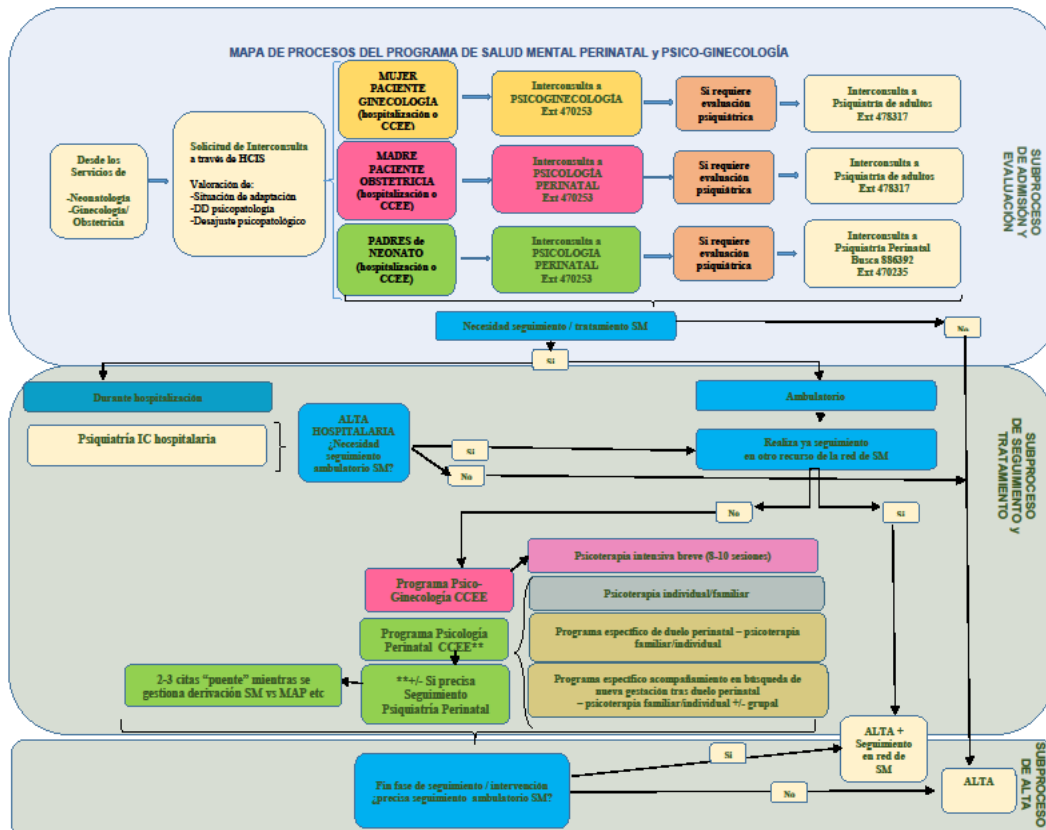 MAPA DE PROCESOS DEL PROGRAMA DE SALUD MENTAL PERINATAL y PSICO-GINECOLOGÍA
SUBPROCESO
DE ADMISIÓN Y
EVALUACIÓN
Desde los
Servicios de
-Neonatología
-Ginecología/
Obstetricia
Solicitud de Interconsulta
a través de HCIS
Valoración de:
-Situación de adaptación
-DD psicopatología
-Desajuste psicopatológico
MUJER
PACIENTE
GINECOLOGÍA
(hospitalización o
CCEE)
Interconsulta a
PSICOGINECOLOGÍA
Ext 470253
Si requiere
evaluación
psiquiátrica
Interconsulta a
Psiquiatría de adultos
Ext 478317
MADRE
PACIENTE
OBSTETRICIA
(hospitalización o
CCEE)
Interconsulta a
PSICOLOGÍA
PERINATAL
Ext 470253
Si requiere
evaluación
psiquiátrica
Interconsulta a
Psiquiatría de adultos
Ext 478317
PADRES de
NEONATO
(hospitalización o
CCEE)
Interconsulta a
PSICOLOGIA
PERINATAL
Ext 470253
Si requiere
evaluación
psiquiátrica
Interconsulta a
Psiquiatría Perinatal
Busca 886392
Ext 470235
Necesidad seguimiento / tratamiento SM
No
Si
SUBPROCESO
DE SEGUIMIENTO y
TRATAMIENTO
Durante hospitalización
Ambulatorio
Psiquiatría IC hospitalaria
ALTA
HOSPITALARIA
¿Necesidad
seguimiento
ambulatorio SM?
Si
No
Realiza ya seguimiento
en otro recurso de la red de SM
No
si
Programa Psico-
Ginecología CCEE
Psicoterapia intensiva breve (8-10 sesiones)
Psicoterapia individual/familiar
Programa Psicología
Perinatal CCEE**
Programa específico de duelo perinatal – psicoterapia
familiar/individual
2-3 citas "puente" mientras se
gestiona derivación SM vs MAP etc
**+/- Si precisa
Seguimiento
Psiquiatría Perinatal
Programa específico acompañamiento en búsqueda de
nueva gestación tras duelo perinatal
– psicoterapia familiar/individual +/- grupal
SUBPROCESO
DE ALTA
ALTA +
Seguimiento
en red de
SM
Fin fase de seguimiento / intervención
¿precisa seguimiento ambulatorio SM?
Si
No
ALTA